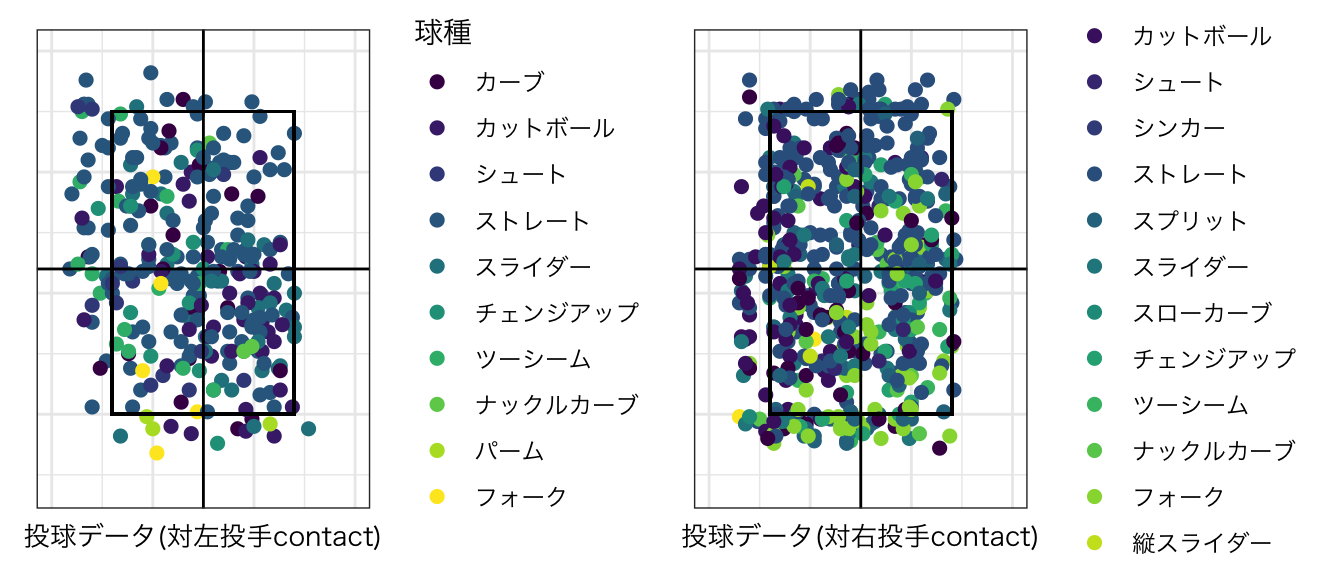 球種
カーブ
カットボール
シュート
ストレート
スライダー
チェンジアップ
ツーシーム
ナックルカーブ
パーム
フォーク
投球データ(対左投手contact)
カットボール
シュート
シンカー
ストレート
スプリット
スライダー
スローカーブ
チェンジアップ
ツーシーム
ナックルカーブ
フォーク
縦スライダー
投球データ(対右投手contact)